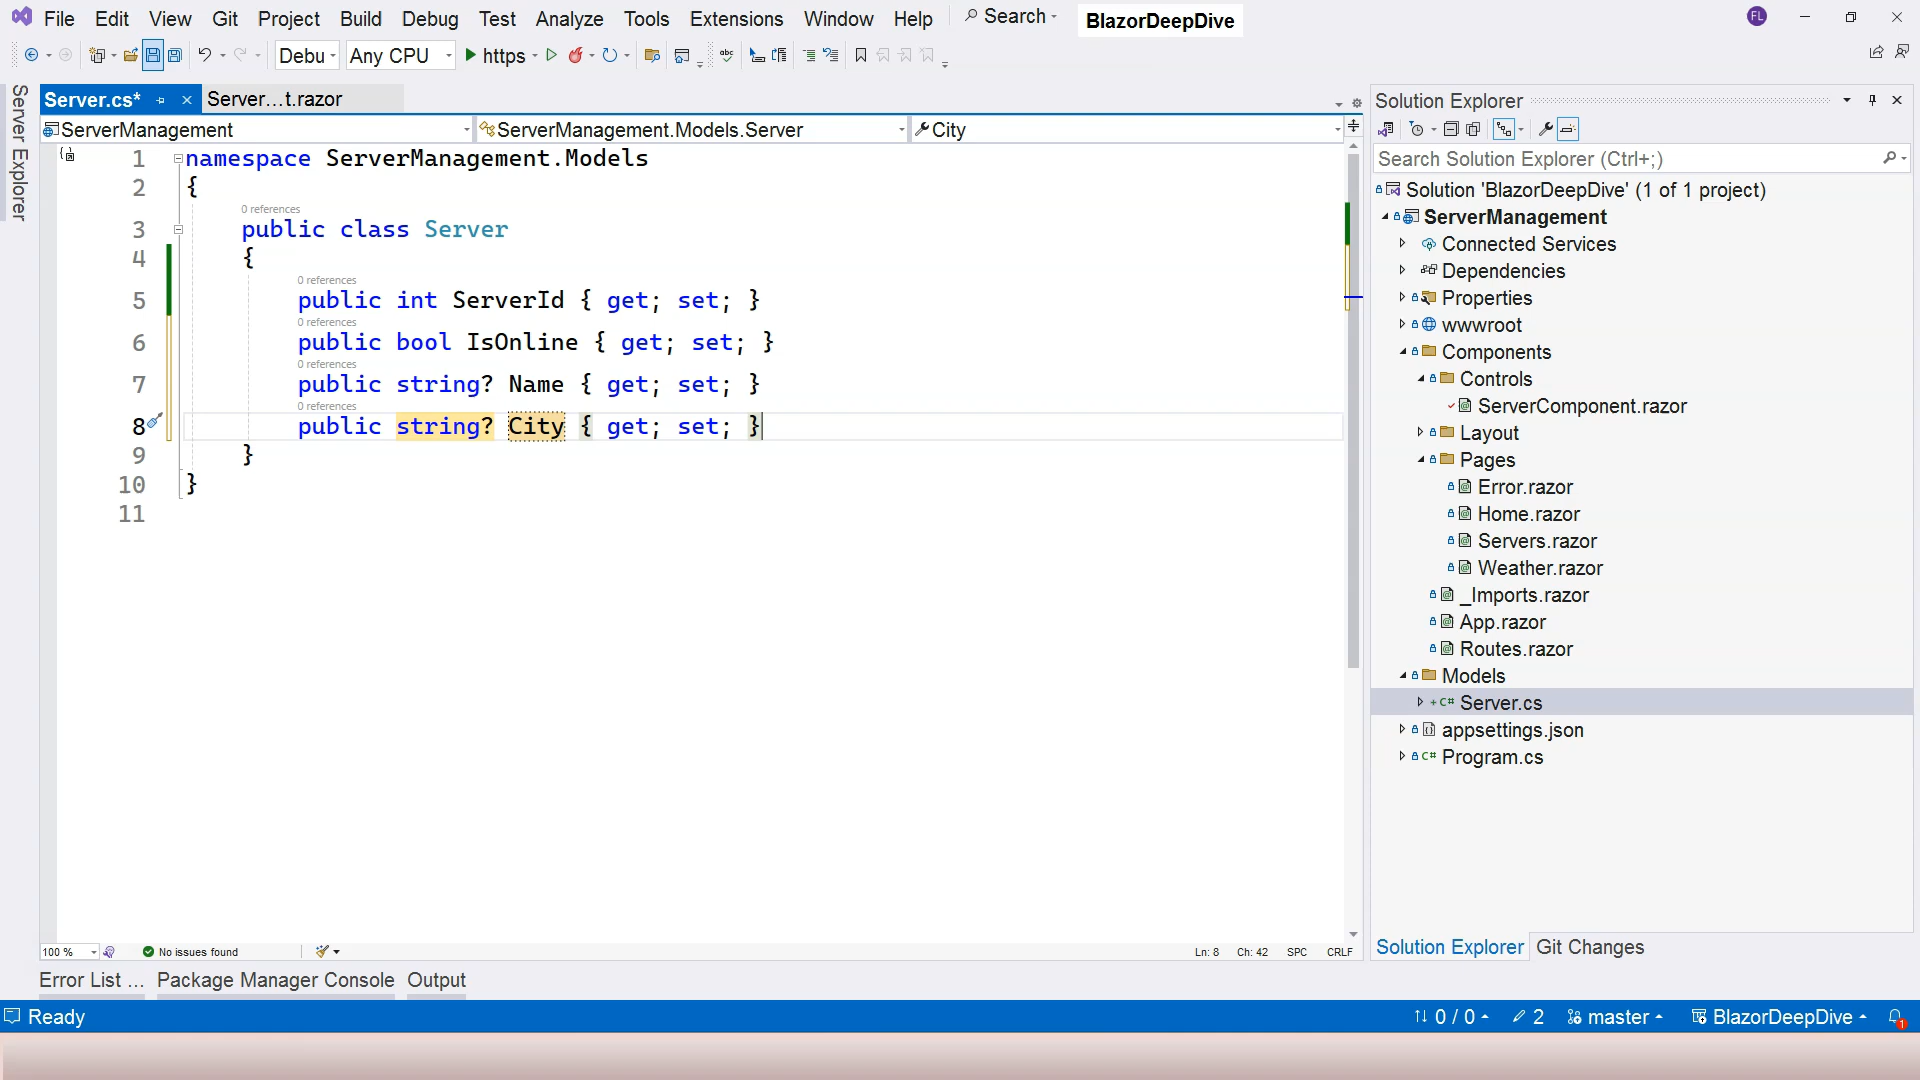 File Edit View Git Project Build Debug Test Analyze Tools Extensions Window Help Search BlazorDeepDive FL
Debu Any CPU https abc
Server Explorer
Server.cs* Server...t.razor
ServerManagement ServerManagement.Models.Server City
1 namespace ServerManagement.Models
2 {
0 references
3 public class Server
4 {
0 references
5 public int ServerId { get; set; }
0 references
6 public bool IsOnline { get; set; }
0 references
7 public string? Name { get; set; }
0 references
8 public string? City { get; set; }
9 }
10 }
11
100 % No issues found Ln: 8 Ch: 42 SPC CRLF
Solution Explorer
Search Solution Explorer (Ctrl+;)
Solution 'BlazorDeepDive' (1 of 1 project)
ServerManagement
Connected Services
Dependencies
Properties
wwwroot
Components
Controls
ServerComponent.razor
Layout
Pages
Error.razor
Home.razor
Servers.razor
Weather.razor
_Imports.razor
App.razor
Routes.razor
Models
C# Server.cs
appsettings.json
C# Program.cs
Solution Explorer Git Changes
Error List ... Package Manager Console Output
Ready 0 / 0 2 master BlazorDeepDive 1